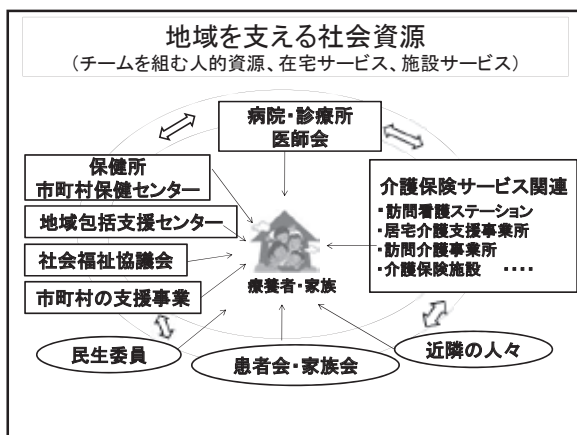 地域を支える社会資源
(チームを組む人的資源、在宅サービス、施設サービス)
病院・診療所
医師会
保健所
市町村保健センター
地域包括支援センター
社会福祉協議会
市町村の支援事業
介護保険サービス関連
・訪問看護ステーション
・居宅介護支援事業所
・訪問介護事業所
・介護保険施設 ····
療養者・家族
民生委員
患者会・家族会
近隣の人々